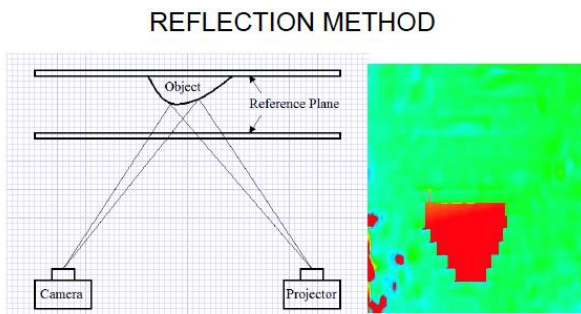 REFLECTION METHOD
Object
Reference Plane
Camera
Projector